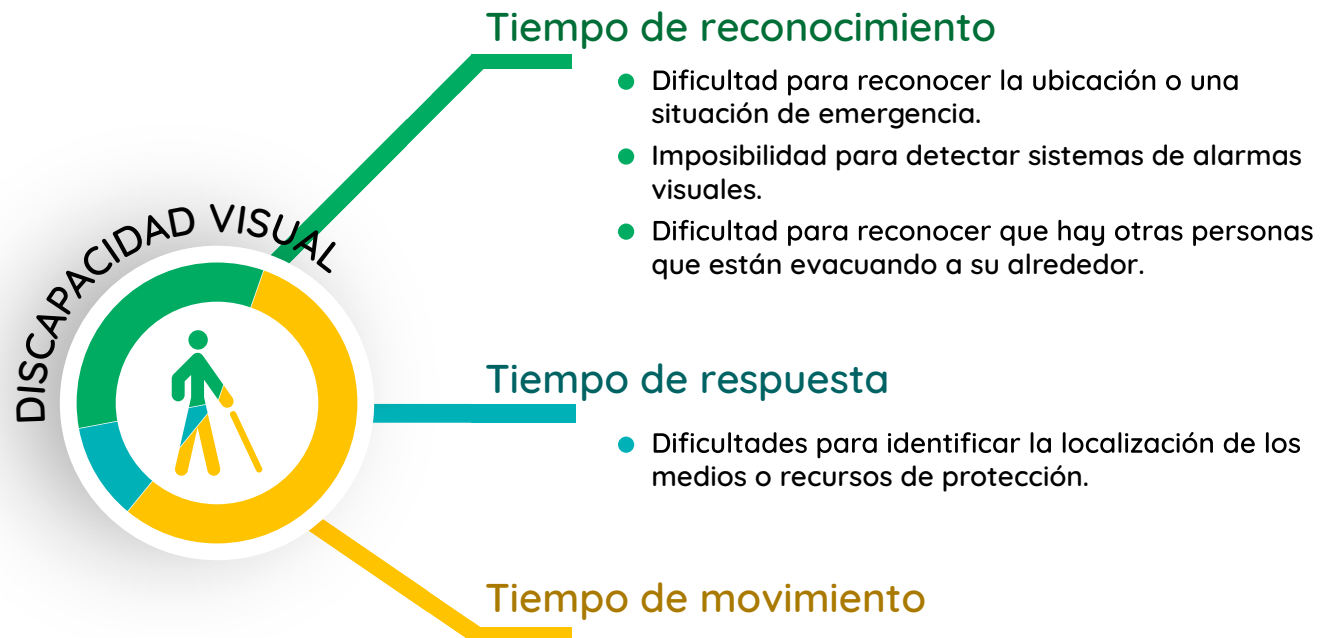 DISCAPACIDAD VISUAL
Tiempo de reconocimiento
Dificultad para reconocer la ubicación o una
situación de emergencia.
Imposibilidad para detectar sistemas de alarmas
visuales.
Dificultad para reconocer que hay otras personas
que están evacuando a su alrededor.
Tiempo de respuesta
Dificultades para identificar la localización de los
medios o recursos de protección.
Tiempo de movimiento